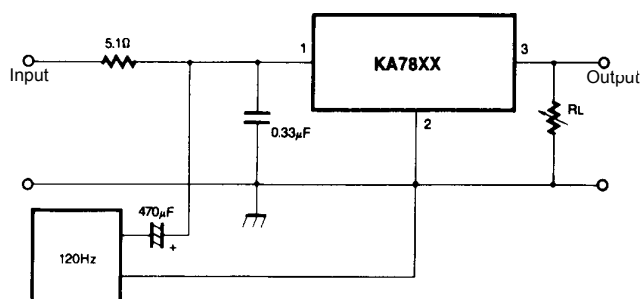 5.1Ω
Input
1
KA78XX
3
Output
2
0.33µF
RL
470µF
+
120Hz